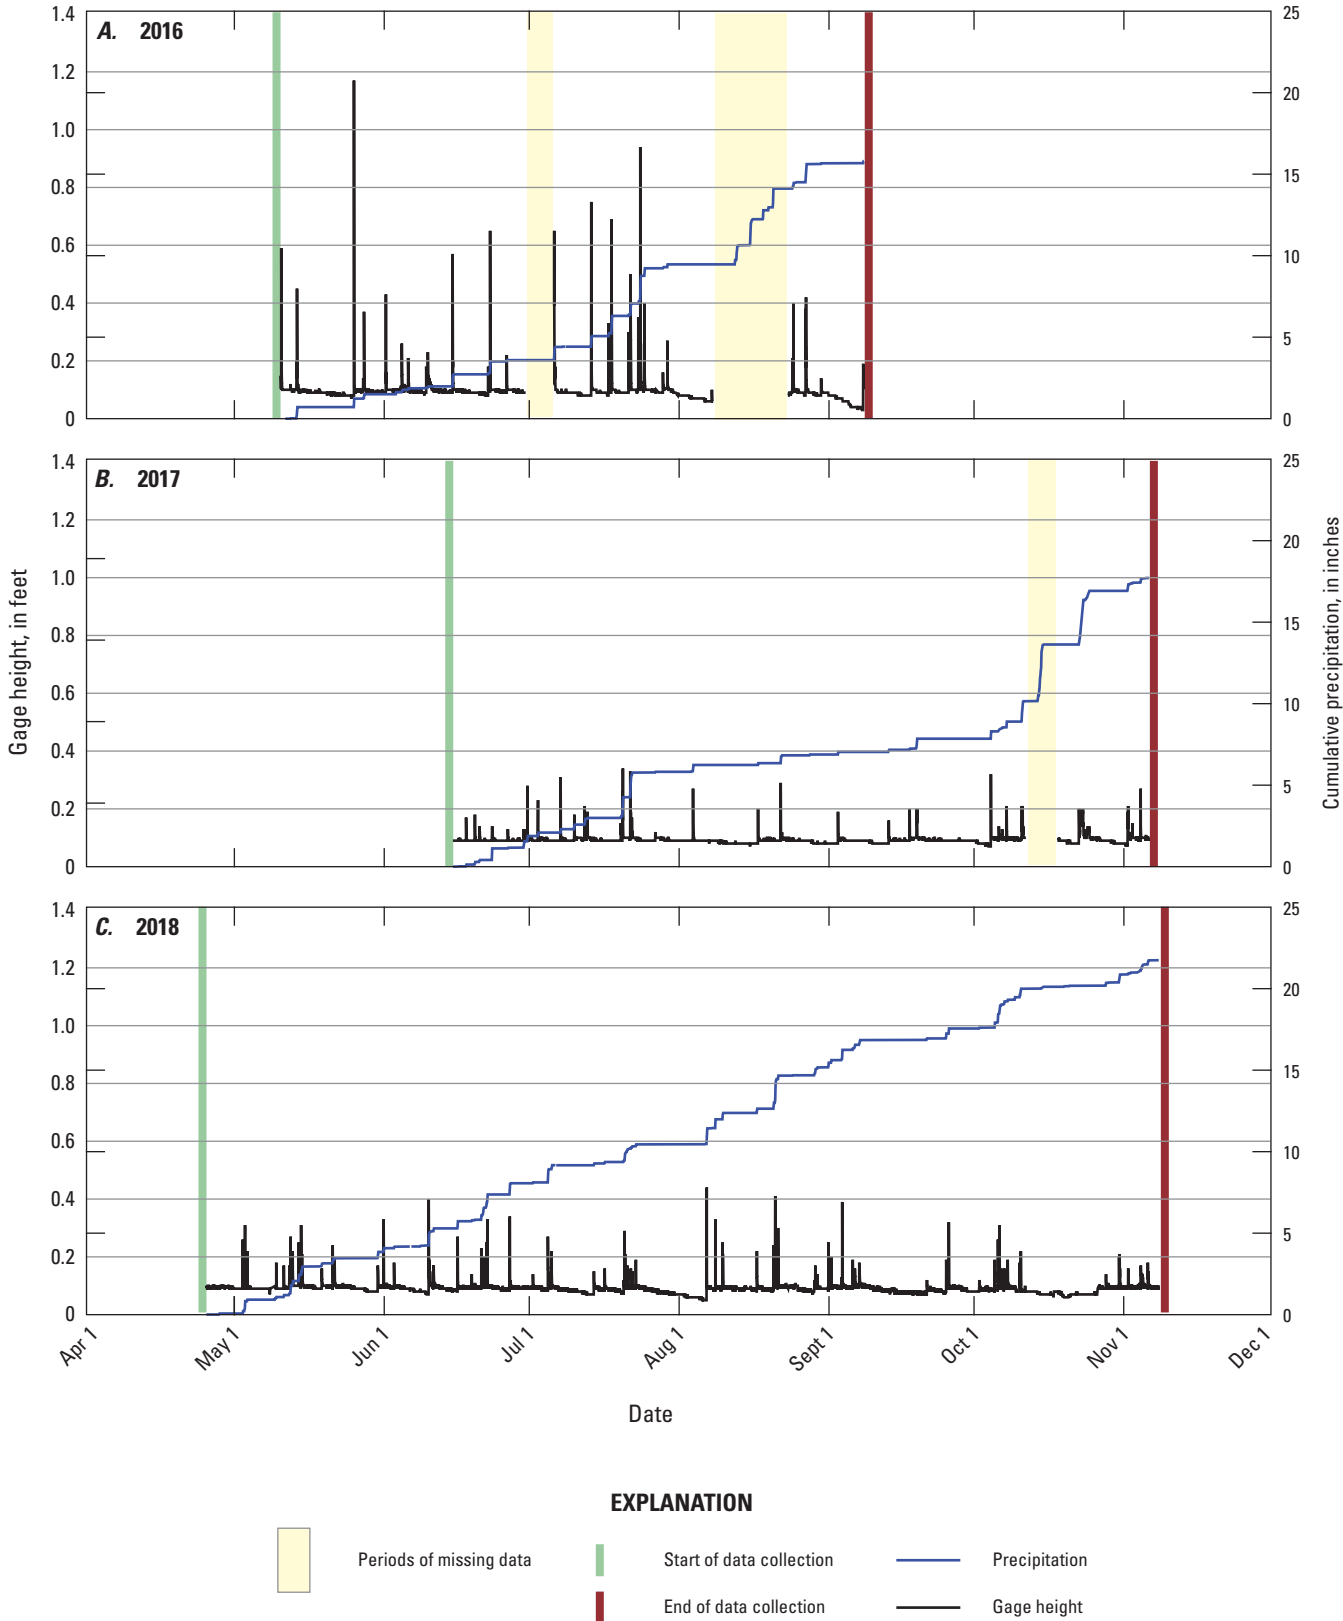 A. 2016
1.4
1.2
1.0
0.8
0.6
0.4
0.2
0
25
20
15
10
5
0
B. 2017
1.4
1.2
1.0
0.8
0.6
0.4
0.2
0
25
20
15
10
5
0
Gage height, in feet
Cumulative precipitation, in inches
C. 2018
1.4
1.2
1.0
0.8
0.6
0.4
0.2
0
25
20
15
10
5
0
Apr 1
May 1
Jun 1
Jul 1
Aug 1
Sept 1
Oct 1
Nov 1
Dec 1
Date
EXPLANATION
Periods of missing data
Start of data collection
Precipitation
End of data collection
Gage height